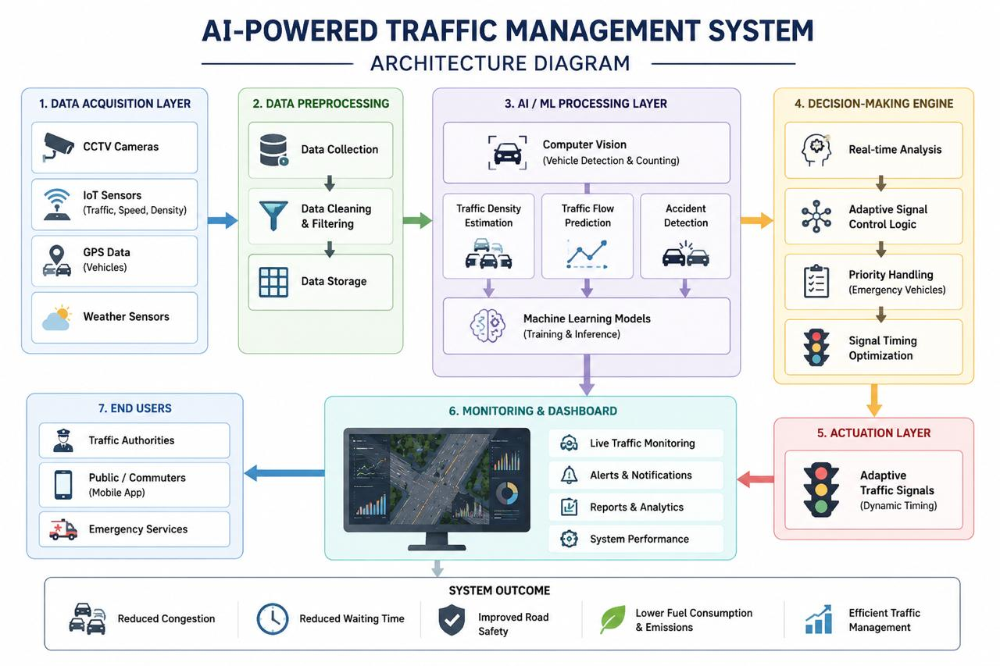 AI-POWERED TRAFFIC MANAGEMENT SYSTEM
ARCHITECTURE DIAGRAM
1. DATA ACQUISITION LAYER
CCTV Cameras
IoT Sensors
(Traffic, Speed, Density)
GPS Data
(Vehicles)
Weather Sensors
2. DATA PREPROCESSING
Data Collection
Data Cleaning
& Filtering
Data Storage
3. AI / ML PROCESSING LAYER
Computer Vision
(Vehicle Detection & Counting)
Traffic Density
Estimation
Traffic Flow
Prediction
Accident
Detection
Machine Learning Models
(Training & Inference)
4. DECISION-MAKING ENGINE
Real-time Analysis
Adaptive Signal
Control Logic
Priority Handling
(Emergency Vehicles)
Signal Timing
Optimization
5. ACTUATION LAYER
Adaptive
Traffic Signals
(Dynamic Timing)
6. MONITORING & DASHBOARD
Live Traffic Monitoring
Alerts & Notifications
Reports & Analytics
System Performance
7. END USERS
Traffic Authorities
Public / Commuters
(Mobile App)
Emergency Services
SYSTEM OUTCOME
Reduced Congestion
Reduced Waiting Time
Improved Road
Safety
Lower Fuel Consumption
& Emissions
Efficient Traffic
Management